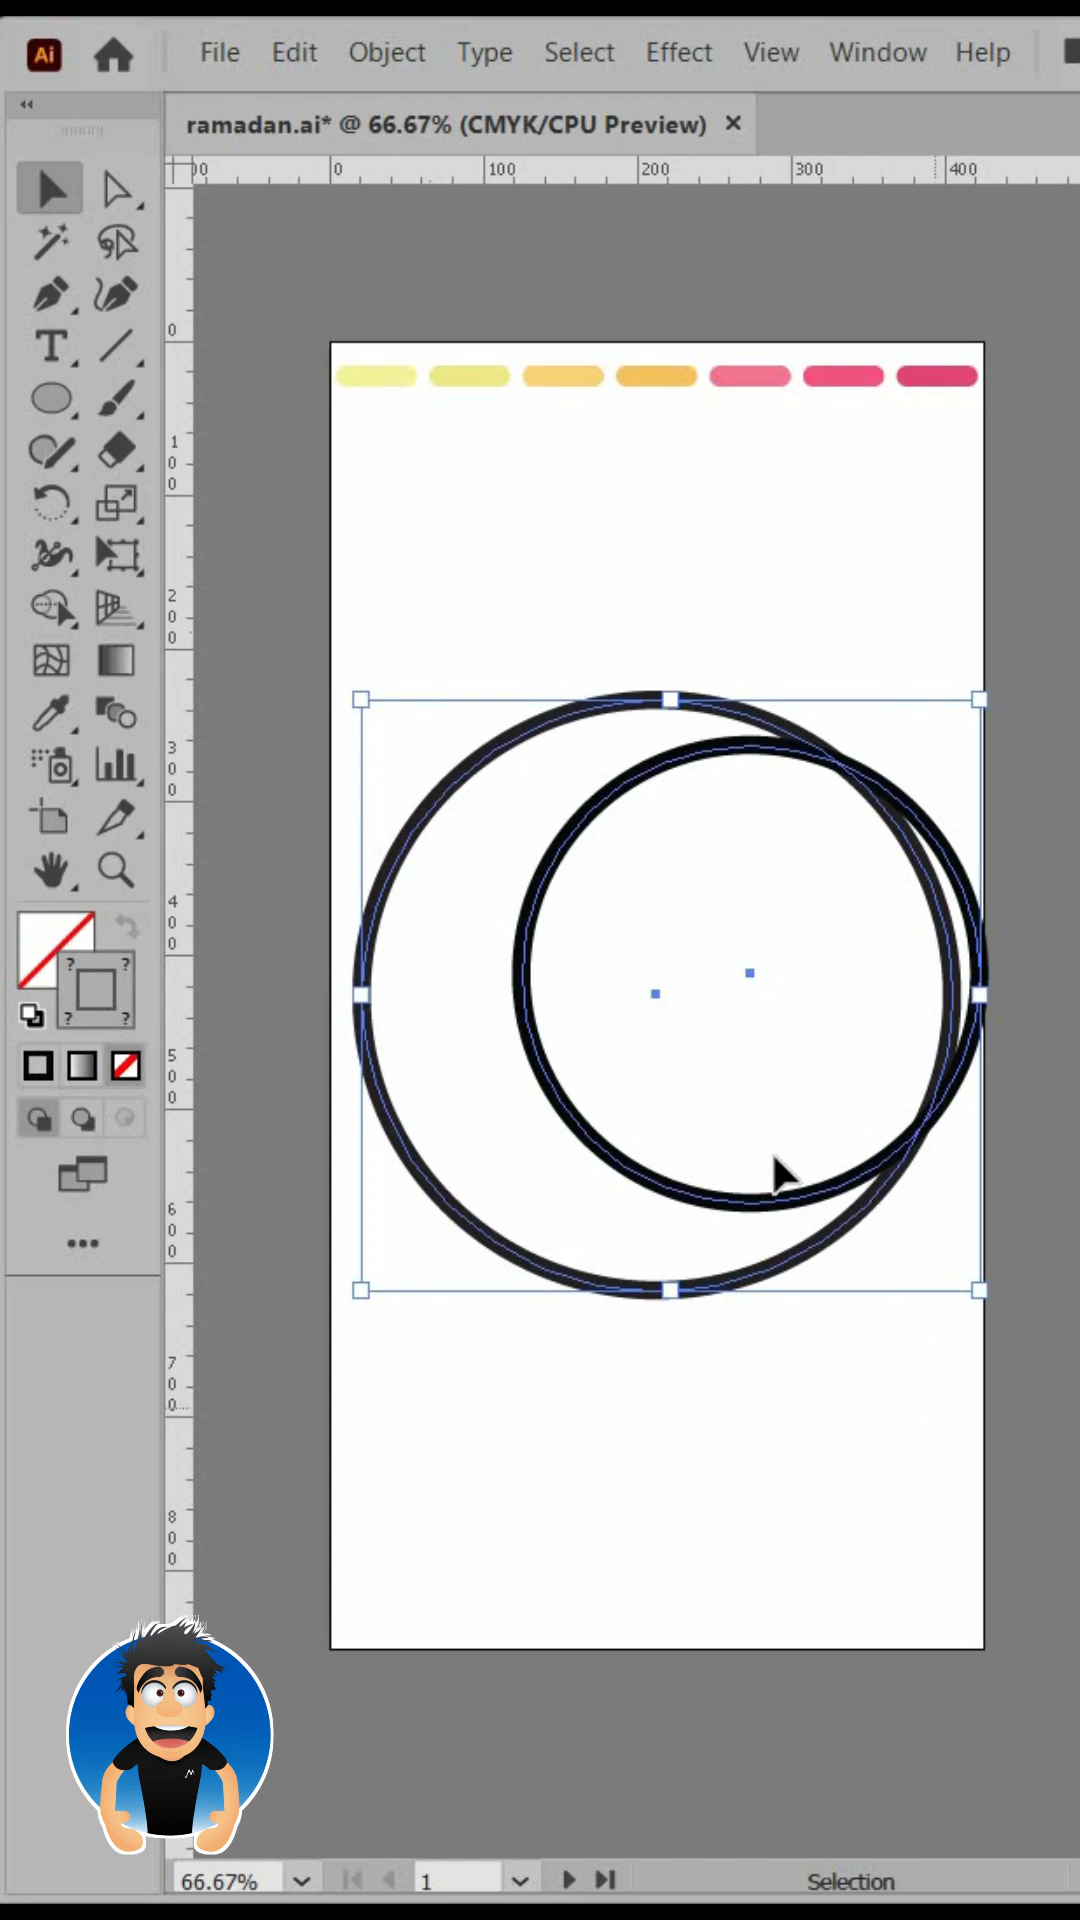 Ai File Edit Object Type Select Effect View Window Help
ramadan.ai* @ 66.67% (CMYK/CPU Preview) ×
00 0 100 200 300 400
0
100
200
300
400
500
600
700
800
T
? ?
? ?
66.67% 1 Selection